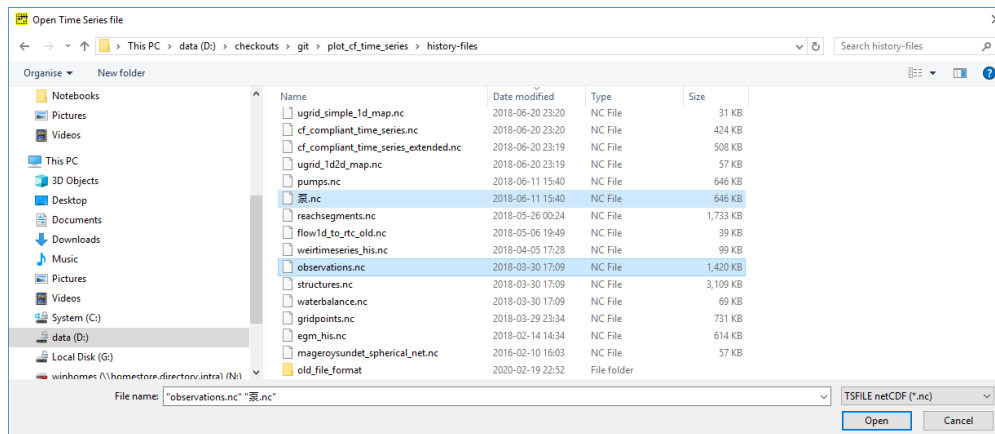 Open Time Series file
This PC > data (D:) > checkouts > git > plot_cf_time_series > history-files
Search history-files
Organise
New folder
Notebooks
Pictures
Videos
This PC
3D Objects
Desktop
Documents
Downloads
Music
Pictures
Videos
System (C:)
data (D:)
Local Disk (G:)
winhomes (\\homestore.directory.intra) (N:)
Name Date modified Type Size
ugrid_simple_1d_map.nc 2018-06-20 23:20 NC File 31 KB
cf_compliant_time_series.nc 2018-06-20 23:20 NC File 424 KB
cf_compliant_time_series_extended.nc 2018-06-20 23:19 NC File 508 KB
ugrid_1d2d_map.nc 2018-06-20 23:19 NC File 57 KB
pumps.nc 2018-06-11 15:40 NC File 646 KB
泵.nc 2018-06-11 15:40 NC File 646 KB
reachsegments.nc 2018-05-26 00:24 NC File 1,733 KB
flow1d_to_rtc_old.nc 2018-05-06 19:49 NC File 39 KB
weirtimeseries_his.nc 2018-04-05 17:28 NC File 99 KB
observations.nc 2018-03-30 17:09 NC File 1,420 KB
structures.nc 2018-03-30 17:09 NC File 3,109 KB
waterbalance.nc 2018-03-30 17:09 NC File 69 KB
gridpoints.nc 2018-03-29 23:34 NC File 731 KB
egm_his.nc 2018-02-14 14:34 NC File 614 KB
mageroysundet_spherical_net.nc 2016-02-10 16:03 NC File 57 KB
old_file_format 2020-02-19 22:52 File folder
File name: "observations.nc" "泵.nc"
TSFILE netCDF (*.nc)
Open
Cancel